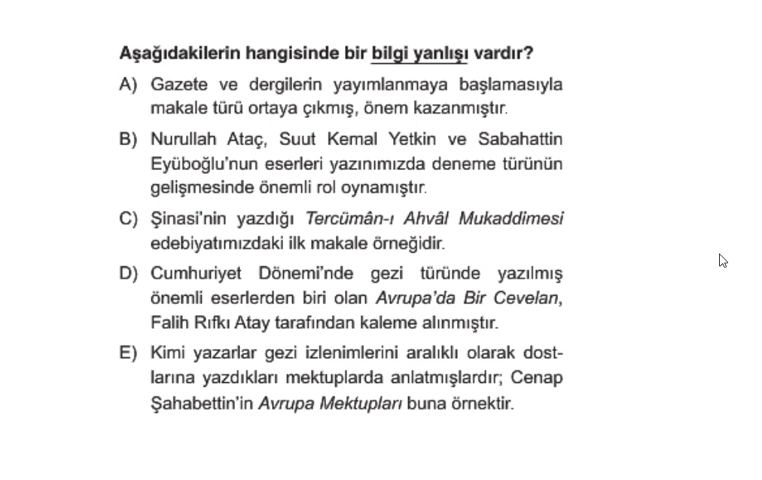 Aşağıdakilerin hangisinde bir bilgi yanlışı vardır?
A) Gazete ve dergilerin yayımlanmaya başlamasıyla
makale türü ortaya çıkmış, önem kazanmıştır.
B) Nurullah Ataç, Suut Kemal Yetkin ve Sabahattin
Eyüboğlu'nun eserleri yazınımızda deneme türünün
gelişmesinde önemli rol oynamıştır.
C) Şinasi'nin yazdığı Tercümân-ı Ahvâl Mukaddimesi
edebiyatımızdaki ilk makale örneğidir.
D) Cumhuriyet Dönemi'nde gezi türünde yazılmış
önemli eserlerden biri olan Avrupa'da Bir Cevelan,
Falih Rıfkı Atay tarafından kaleme alınmıştır.
E) Kimi yazarlar gezi izlenimlerini aralıklı olarak dost-
larına yazdıkları mektuplarda anlatmışlardır; Cenap
Şahabettin'in Avrupa Mektupları buna örnektir.